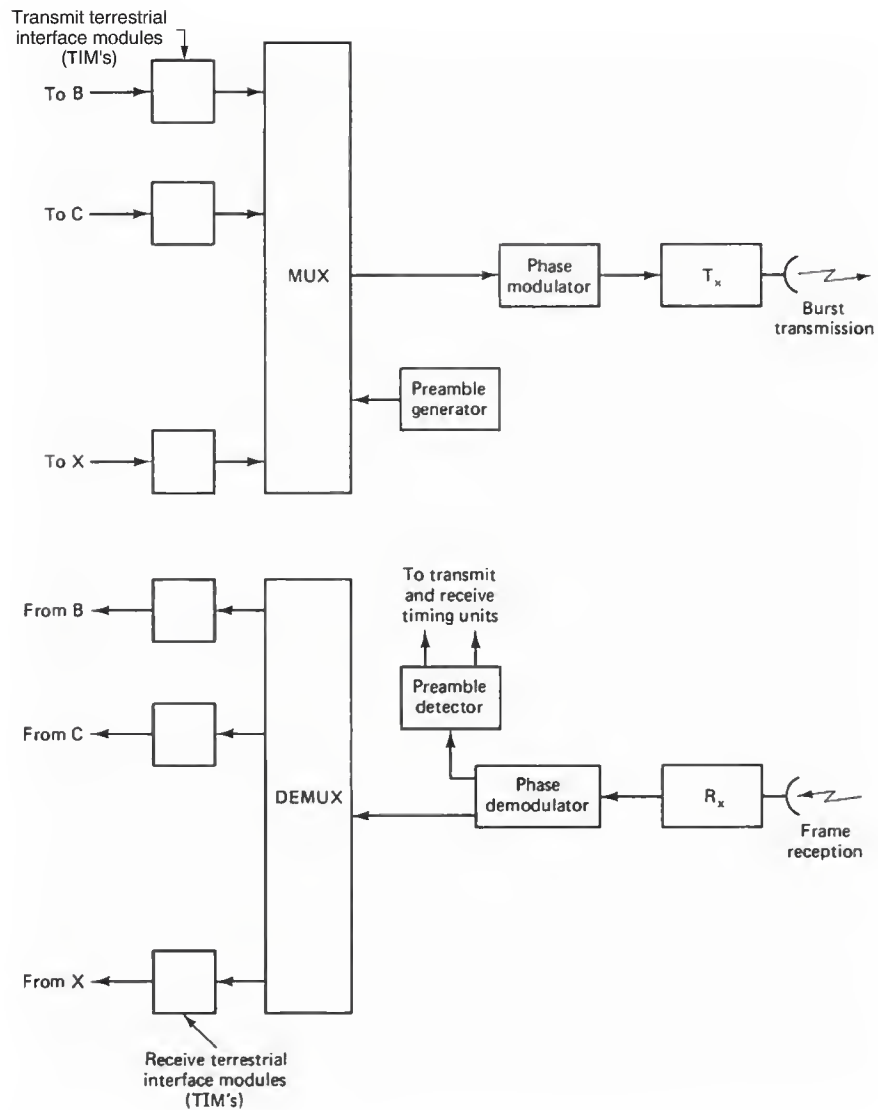 Transmit terrestrial
interface modules
(TIM's)
To B
To C
MUX
Phase
modulator
Tx
Burst
transmission
Preamble
generator
To X
From B
To transmit
and receive
timing units
Preamble
detector
From C
DEMUX
Phase
demodulator
Rx
Frame
reception
From X
Receive terrestrial
interface modules
(TIM's)